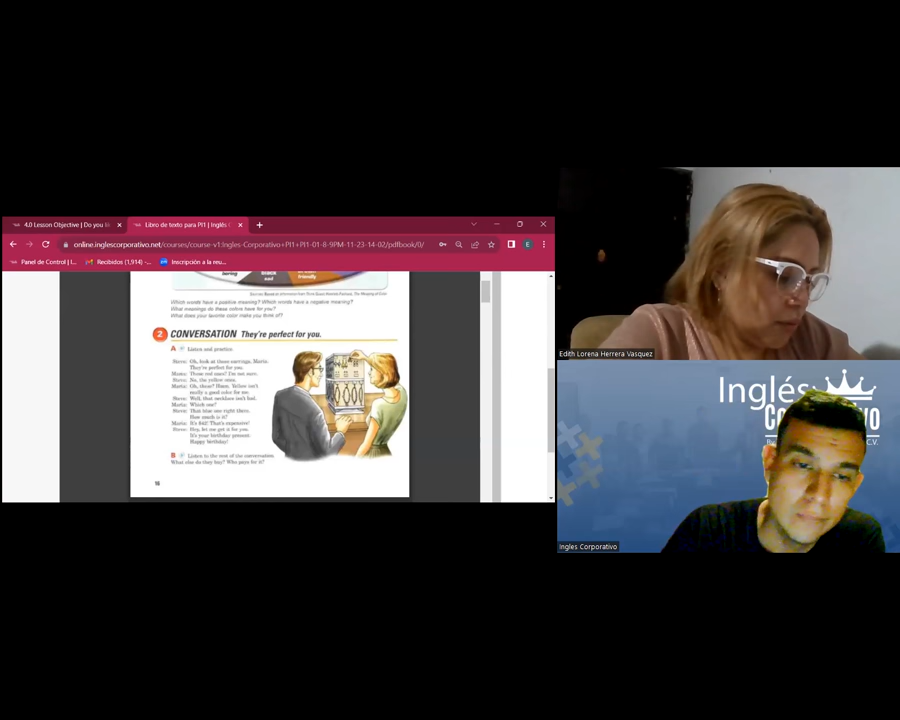 4.0 Lesson Objective | Do you
Libro de texto para PI1 | Inglés C
online.inglescorporativo.net/courses/course-v1:Ingles-Corporativo+PI1+PI1-01-8-9PM-11-23-14-02/pdfbook/0/
Panel de Control | I...
Recibidos (1,914) -...
Inscripción a la reu...
boring
black
sad
friendly
Which words have a positive meaning? Which words have a negative meaning?
What meanings do these colors have for you?
What does your favorite color make you think of?
2 CONVERSATION They're perfect for you.
A Listen and practice.
Steve: Oh, look at those earrings, Maria.
They're perfect for you.
Maria: These red ones? I'm not sure.
Steve: No, the yellow ones.
Maria: Oh, these? Hmm. Yellow isn't
really a good color for me.
Steve: Well, that necklace isn't bad.
Maria: Which one?
Steve: That blue one right there.
How much is it?
Maria: It's $42! That's expensive!
Steve: Hey, let me get it for you.
It's your birthday present.
Happy birthday!
B Listen to the rest of the conversation.
What else do they buy? Who pays for it?
16
Edith Lorena Herrera Vasquez
Inglés
C.V.
Ingles Corporativo